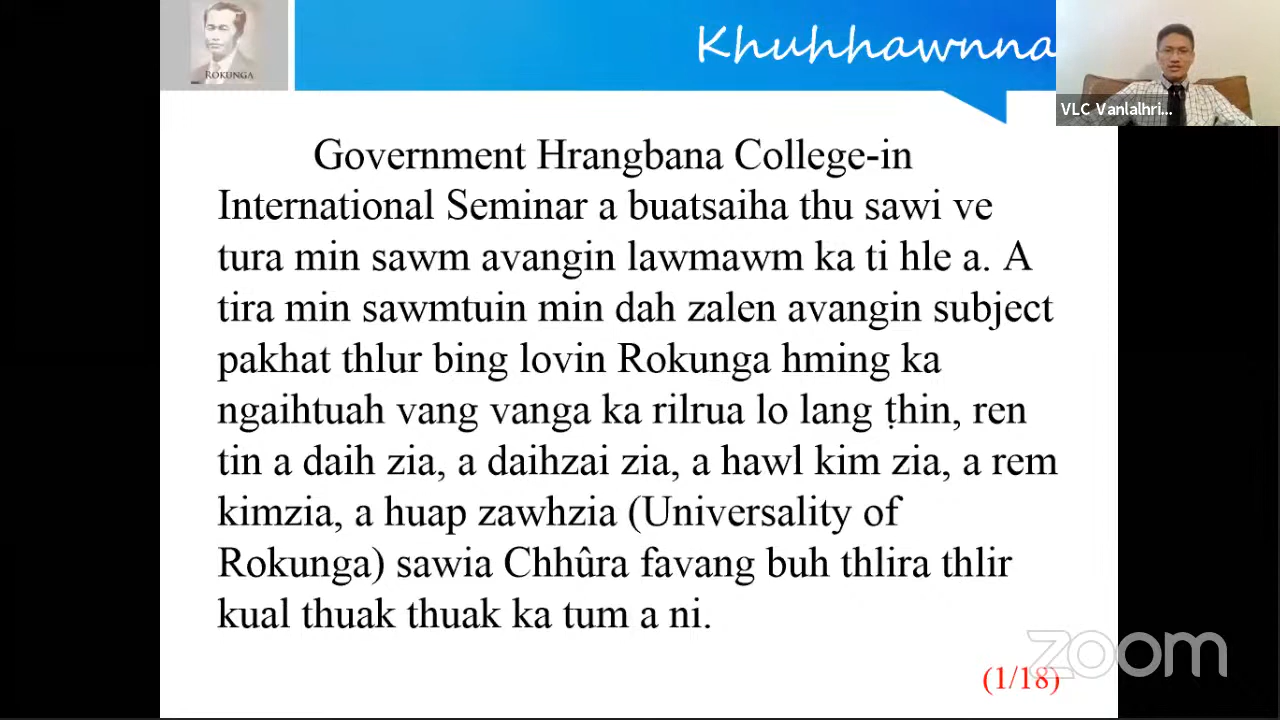 ROKUNGA
Khuhhawnna
VLC Vanlalhri...
Government Hrangbana College-in
International Seminar a buatsaiha thu sawi ve
tura min sawm avangin lawmawm ka ti hle a. A
tira min sawmtuin min dah zalen avangin subject
pakhat thlur bing lovin Rokunga hming ka
ngaihtuah vang vanga ka rilrua lo lang ṭhin, ren
tin a daih zia, a daihzai zia, a hawl kim zia, a rem
kimzia, a huap zawhzia (Universality of
Rokunga) sawia Chhûra favang buh thlira thlir
kual thuak thuak ka tum a ni.
zoom
(1/18)